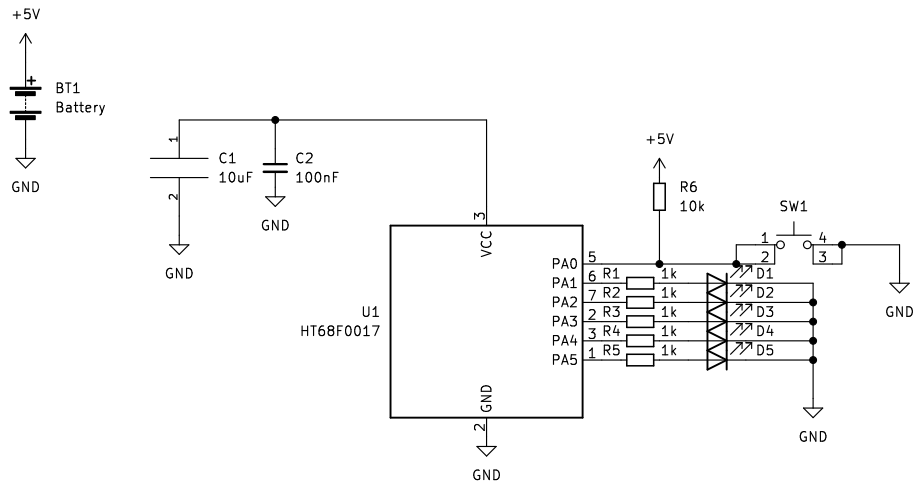 +5V
BT1
Battery
GND
1
C1
10uF
2
GND
C2
100nF
GND
3
VCC
U1
HT68F0017
GND
2
GND
PA0 5
PA1 6
PA2 7
PA3 2
PA4 3
PA5 1
+5V
R6
10k
SW1
1 4
2 3
GND
R1 1k D1
R2 1k D2
R3 1k D3
R4 1k D4
R5 1k D5
GND